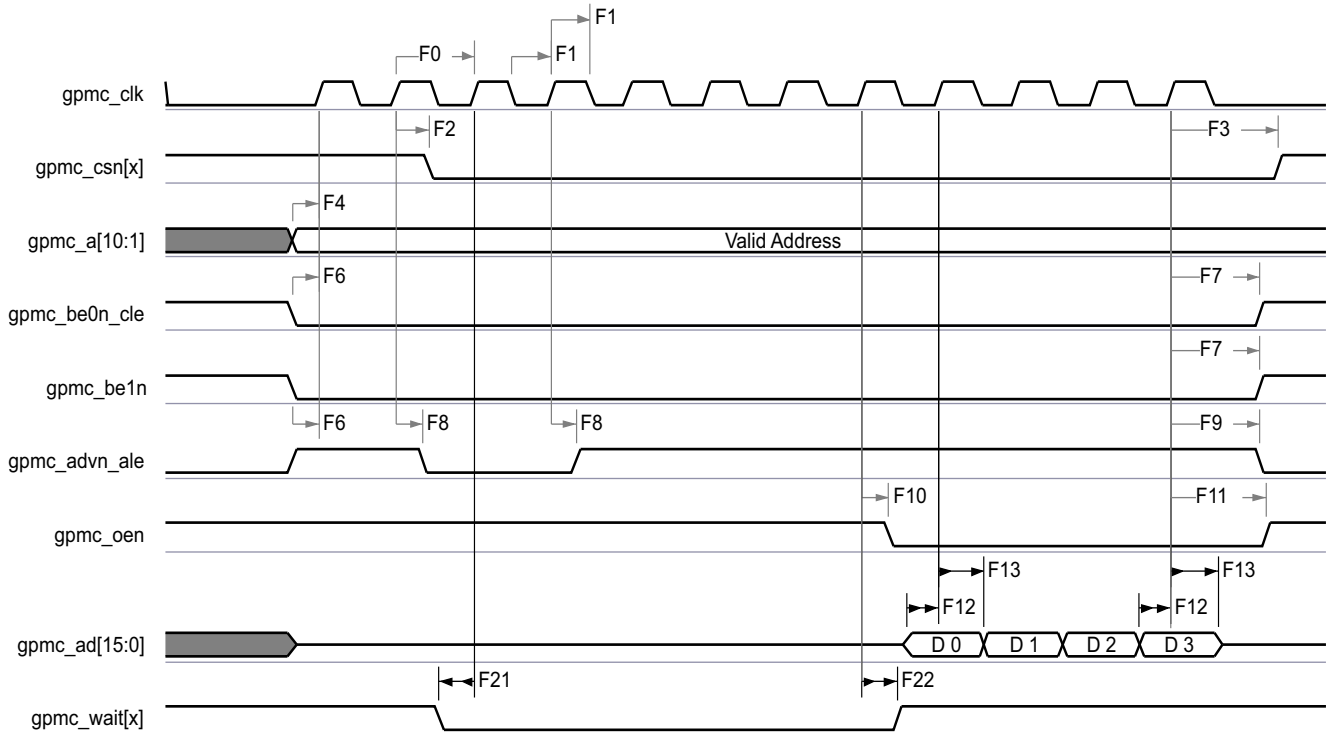 F1
F0 F1
gpmc_clk
F2 F3
gpmc_csn[x]
F4
gpmc_a[10:1] Valid Address
F6 F7
gpmc_be0n_cle
F7
gpmc_be1n
F6 F8 F8 F9
gpmc_advn_ale
F10 F11
gpmc_oen
F13 F13
F12 F12
gpmc_ad[15:0] D 0 D 1 D 2 D 3
F21 F22
gpmc_wait[x]